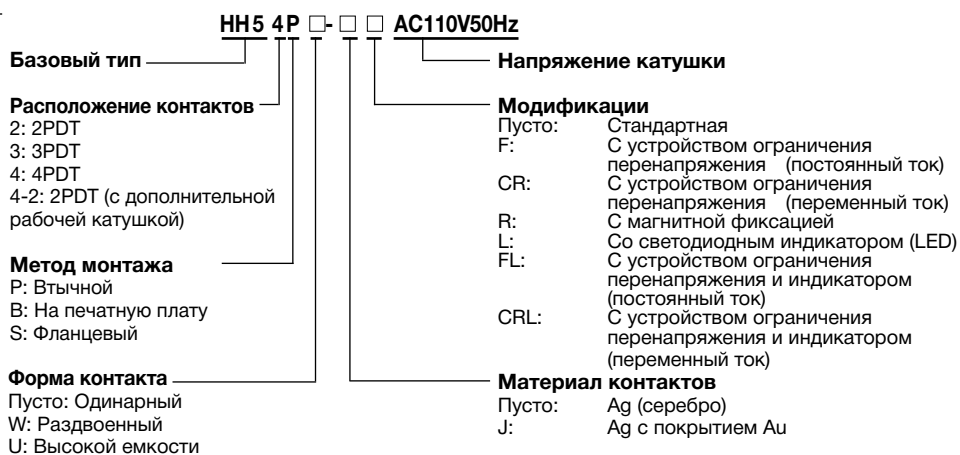 HH5 4P □-□ □ AC110V50Hz
Базовый тип
Расположение контактов
2: 2PDT
3: 3PDT
4: 4PDT
4-2: 2PDT (с дополнительной
рабочей катушкой)
Метод монтажа
P: Втычной
B: На печатную плату
S: Фланцевый
Форма контакта
Пусто: Одинарный
W: Раздвоенный
U: Высокой емкости
Напряжение катушки
Модификации
Пусто: Стандартная
F: С устройством ограничения
перенапряжения (постоянный ток)
CR: С устройством ограничения
перенапряжения (переменный ток)
R: С магнитной фиксацией
L: Со светодиодным индикатором (LED)
FL: С устройством ограничения
перенапряжения и индикатором
(постоянный ток)
CRL: С устройством ограничения
перенапряжения и индикатором
(переменный ток)
Материал контактов
Пусто: Ag (серебро)
J: Ag с покрытием Au